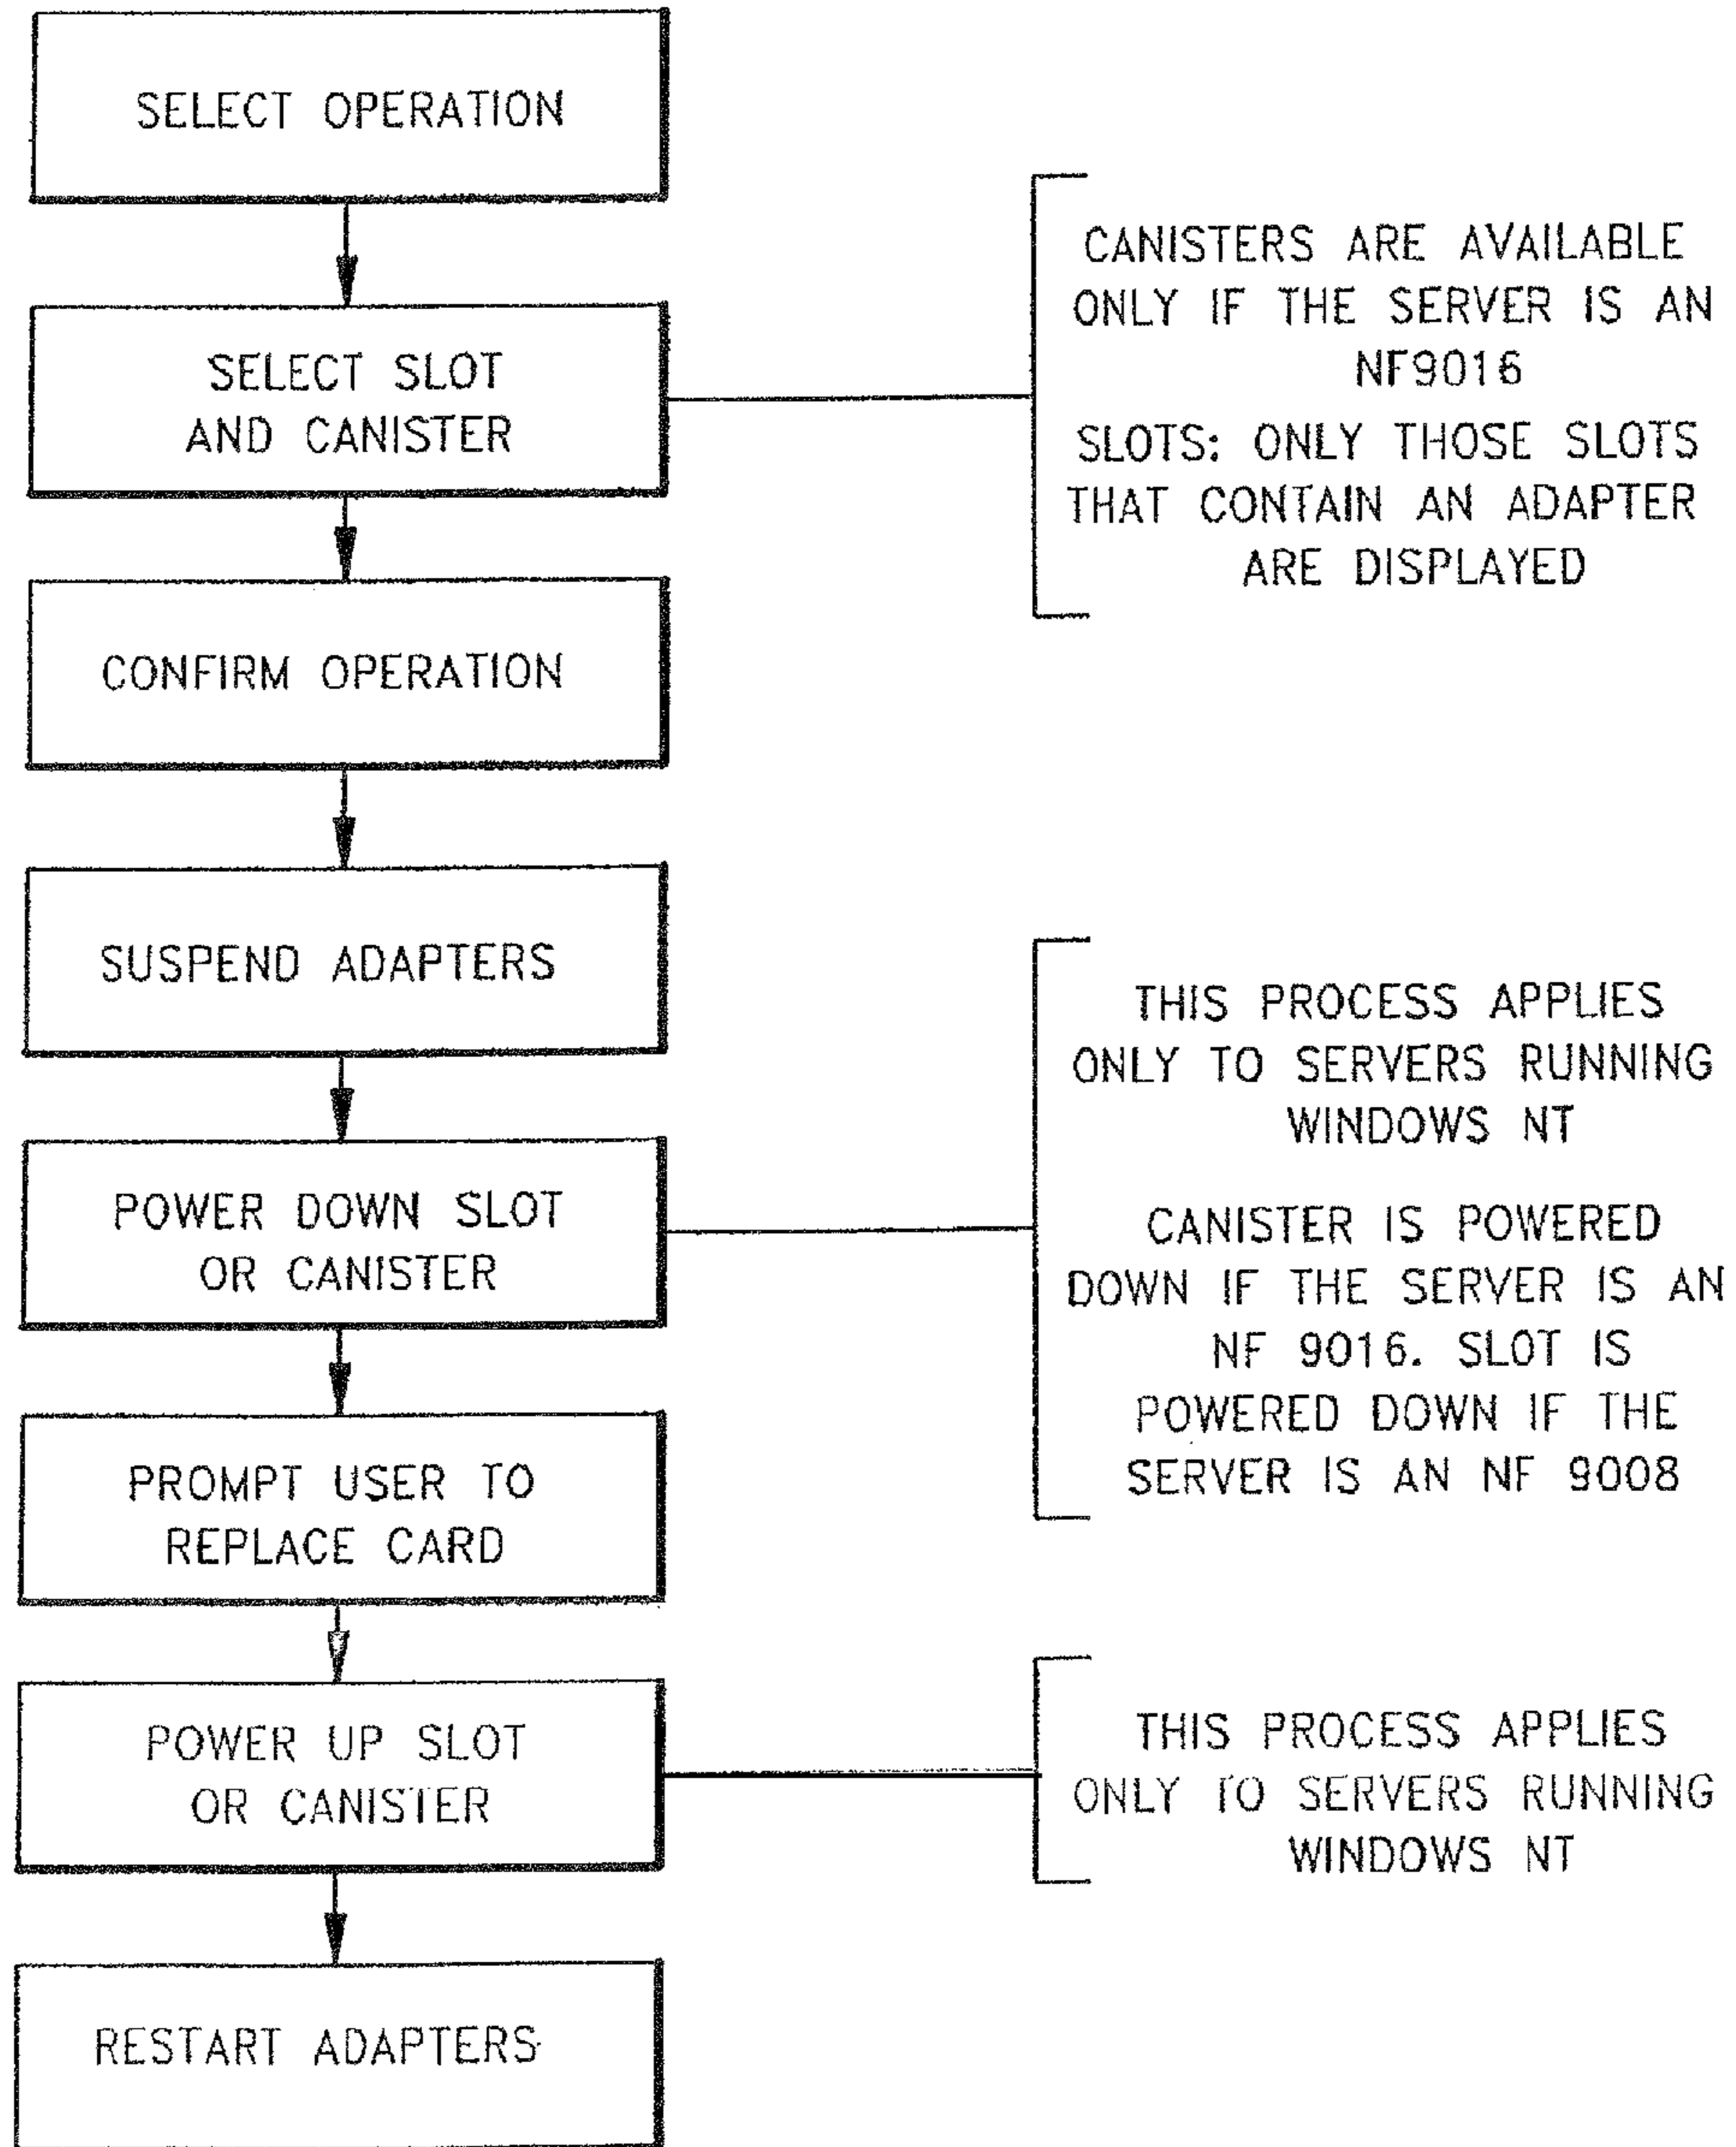 SELECT OPERATION
SELECT SLOT
AND CANISTER
CANISTERS ARE AVAILABLE
ONLY IF THE SERVER IS AN
NF9016
SLOTS: ONLY THOSE SLOTS
THAT CONTAIN AN ADAPTER
ARE DISPLAYED
CONFIRM OPERATION
SUSPEND ADAPTERS
POWER DOWN SLOT
OR CANISTER
THIS PROCESS APPLIES
ONLY TO SERVERS RUNNING
WINDOWS NT
CANISTER IS POWERED
DOWN IF THE SERVER IS AN
NF 9016. SLOT IS
POWERED DOWN IF THE
SERVER IS AN NF 9008
PROMPT USER TO
REPLACE CARD
POWER UP SLOT
OR CANISTER
THIS PROCESS APPLIES
ONLY TO SERVERS RUNNING
WINDOWS NT
RESTART ADAPTERS